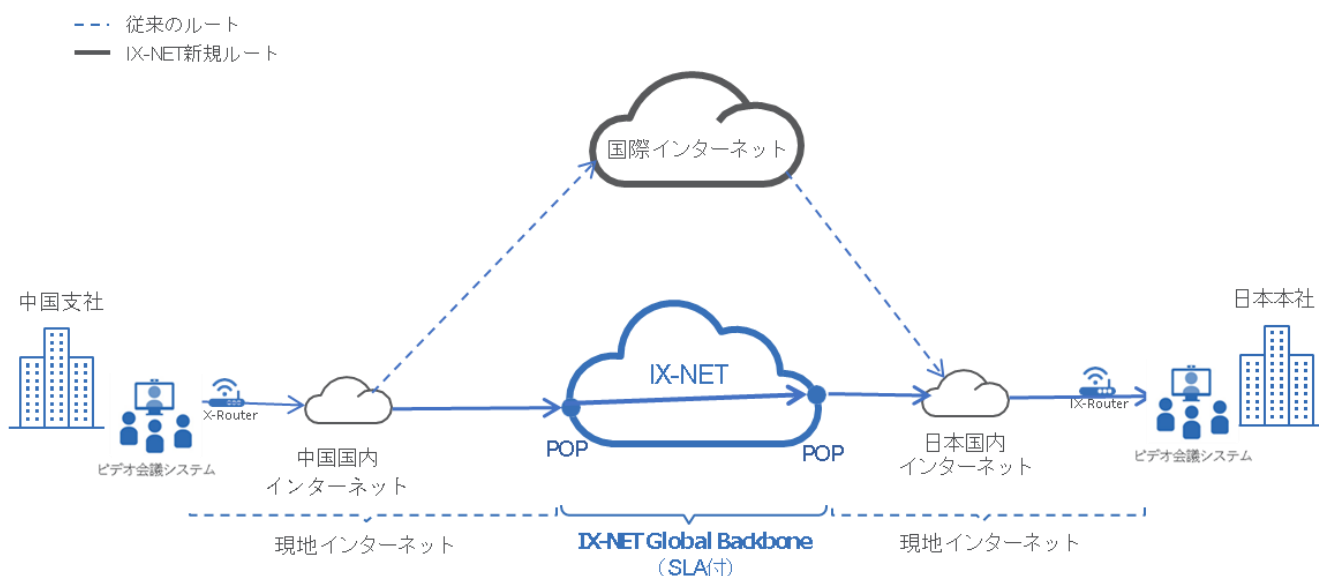 従来のルート
IX-NET新規ルート
国際インターネット
中国支社
日本本社
IX-NET
X-Router
IX-Router
POP
POP
ビデオ会議システム
中国国内
インターネット
日本国内
インターネット
ビデオ会議システム
現地インターネット
IX-NET Global Backbone
（SLA付）
現地インターネット